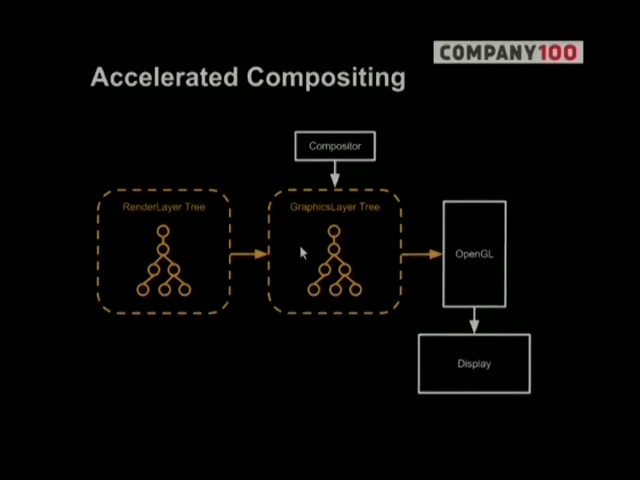 COMPANY100
Accelerated Compositing
Compositor
RenderLayer Tree
GraphicsLayer Tree
OpenGL
Display